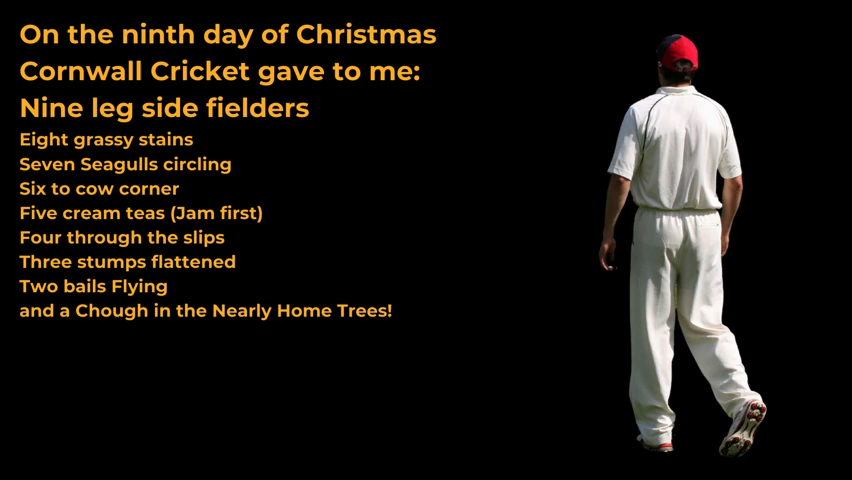 On the ninth day of Christmas
Cornwall Cricket gave to me:
Nine leg side fielders
Eight grassy stains
Seven Seagulls circling
Six to cow corner
Five cream teas (Jam first)
Four through the slips
Three stumps flattened
Two bails Flying
and a Chough in the Nearly Home Trees!